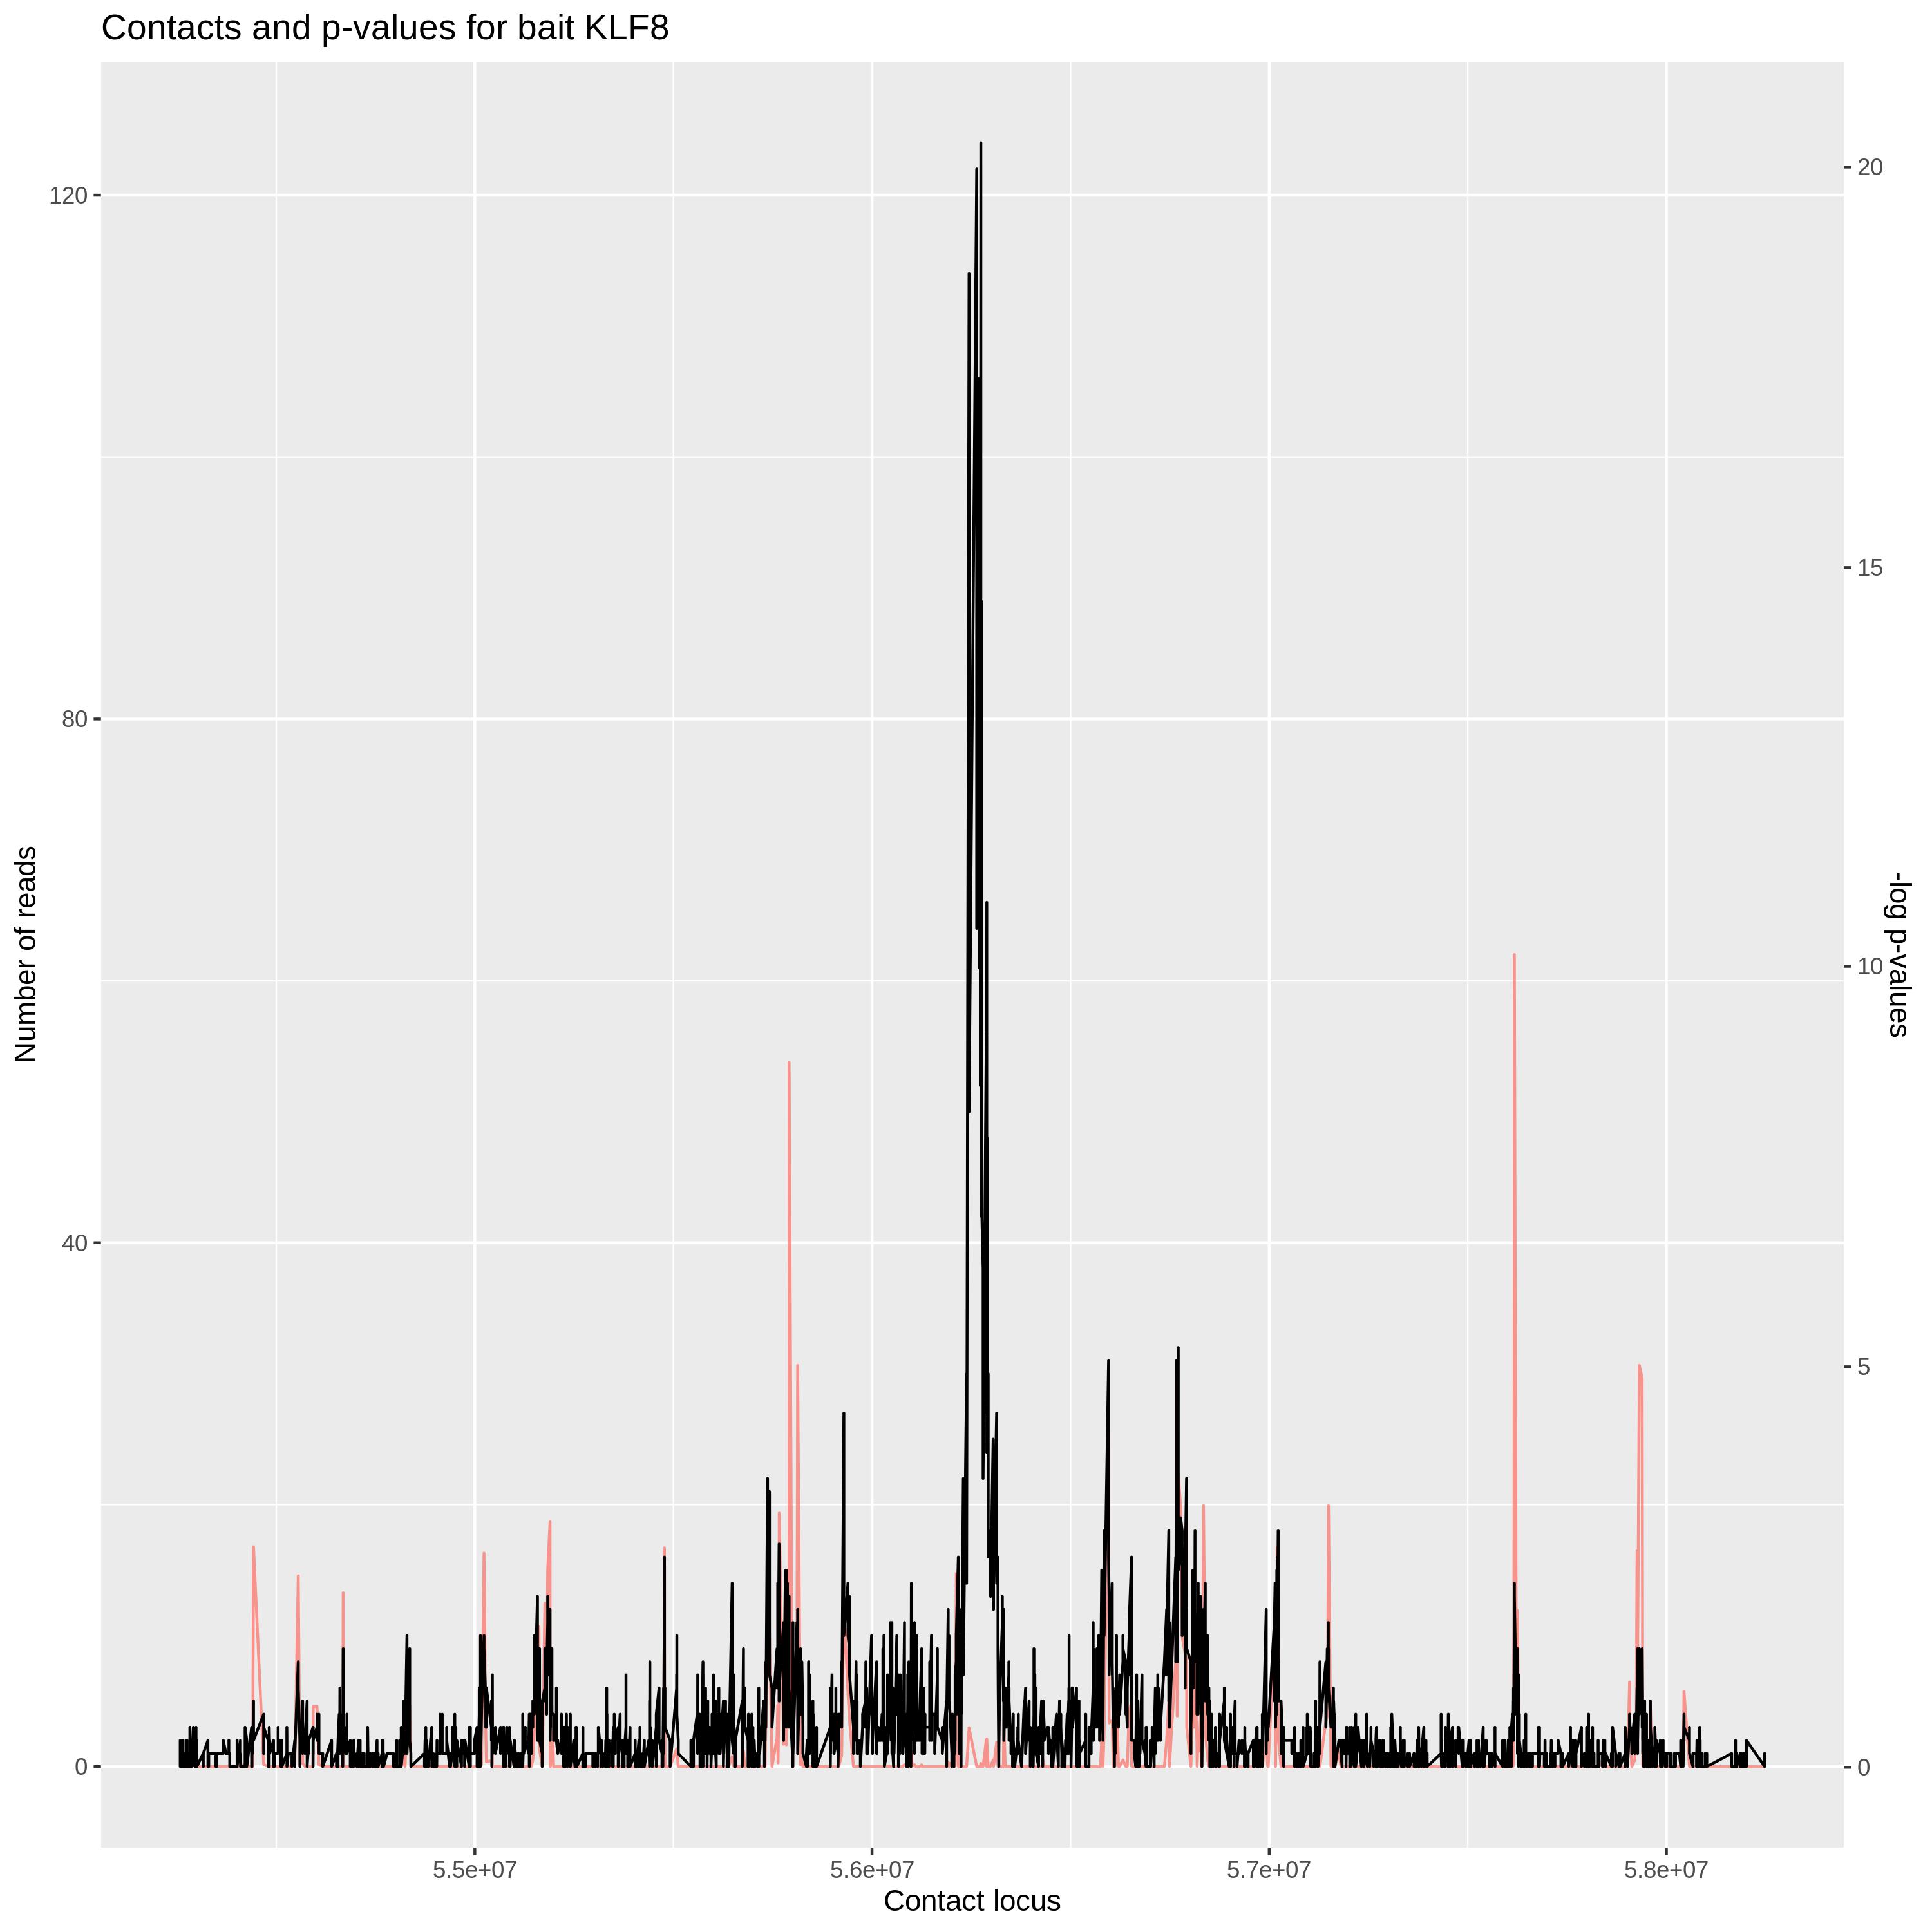 Contacts and p-values for bait KLF8
120
80
40
0
Number of reads
20
15
10
5
0
-log p-values
5.5e+07
5.6e+07
5.7e+07
5.8e+07
Contact locus